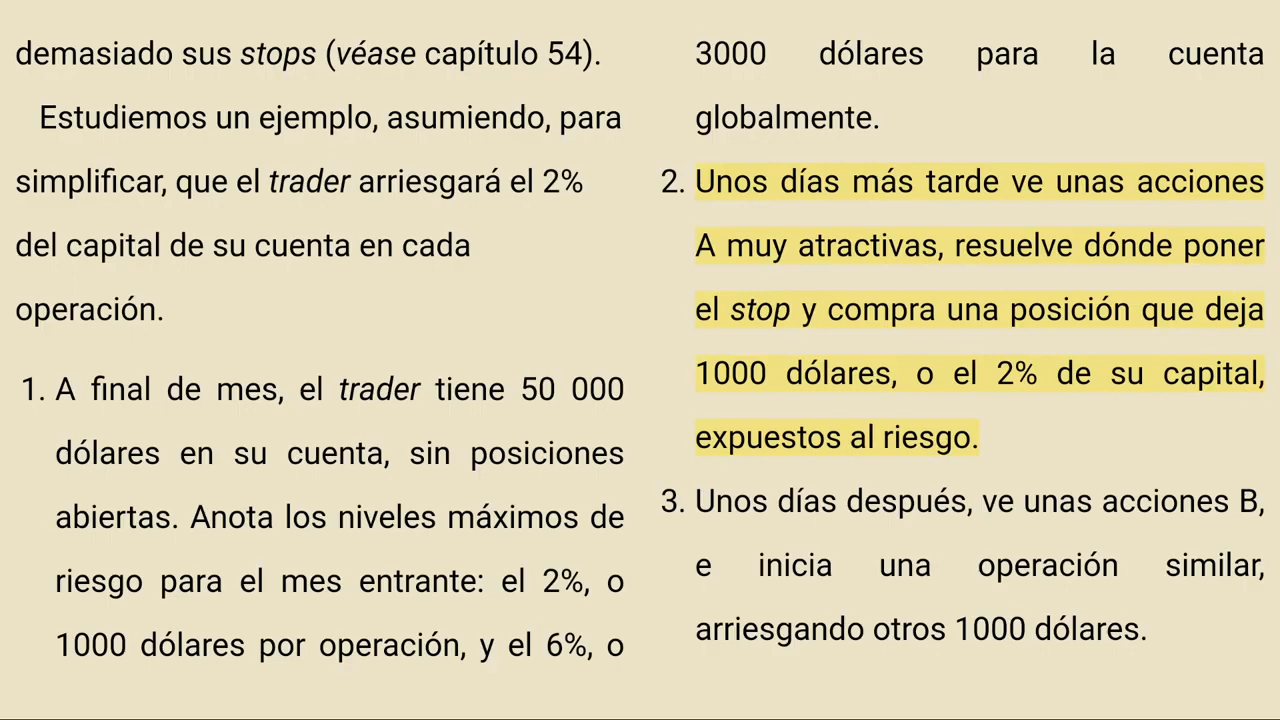 demasiado sus stops (véase capítulo 54).
Estudiemos un ejemplo, asumiendo, para
simplificar, que el trader arriesgará el 2%
del capital de su cuenta en cada
operación.
1. A final de mes, el trader tiene 50 000
dólares en su cuenta, sin posiciones
abiertas. Anota los niveles máximos de
riesgo para el mes entrante: el 2%, o
1000 dólares por operación, y el 6%, o
3000 dólares para la cuenta
globalmente.
2. Unos días más tarde ve unas acciones
A muy atractivas, resuelve dónde poner
el stop y compra una posición que deja
1000 dólares, o el 2% de su capital,
expuestos al riesgo.
3. Unos días después, ve unas acciones B,
e inicia una operación similar,
arriesgando otros 1000 dólares.